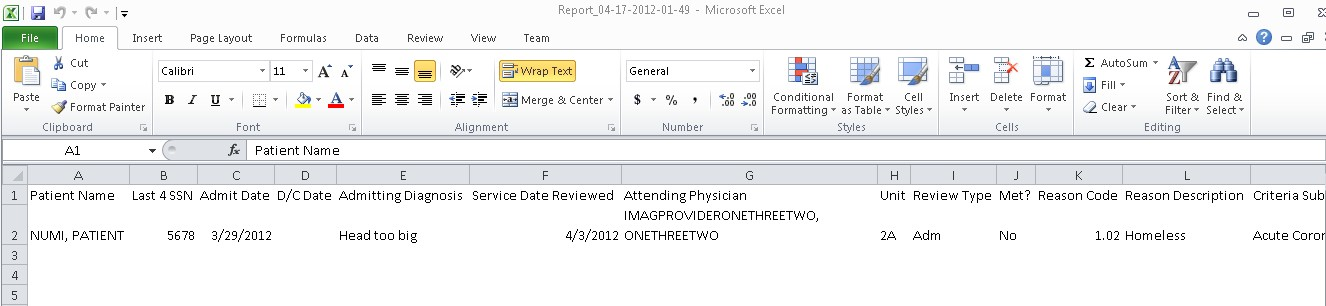 Report_04-17-2012-01-49 - Microsoft Excel
File Home Insert Page Layout Formulas Data Review View Team
Paste
Cut
Copy
Format Painter
Clipboard
Calibri 11 A A
B I U A
Font
Wrap Text
Merge & Center
Alignment
General
$ % , .0 .00 .00 .0
Number
Conditional Formatting
Format as Table
Cell Styles
Styles
Insert Delete Format
Cells
Σ AutoSum
Fill
Clear
Sort & Filter
Find & Select
Editing
A1 fx Patient Name
A B C D E F G H I J K L
1 Patient Name Last 4 SSN Admit Date D/C Date Admitting Diagnosis Service Date Reviewed Attending Physician Unit Review Type Met? Reason Code Reason Description Criteria Sub
IMAGPROVIDERONETHREETWO,
2 NUMI, PATIENT 5678 3/29/2012 Head too big 4/3/2012 ONETHREETWO 2A Adm No 1.02 Homeless Acute Coror
3
4
5